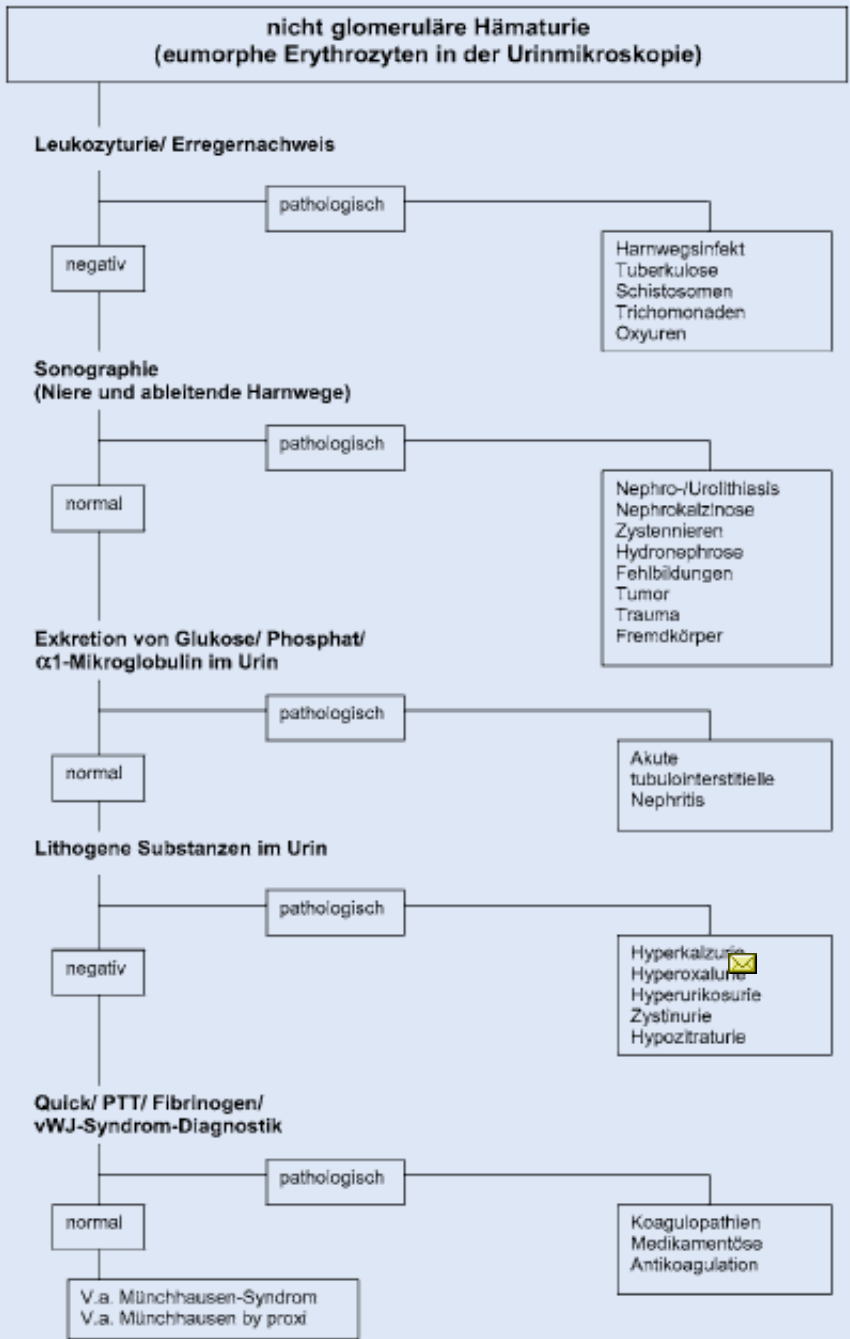 nicht glomeruläre Hämaturie
(eumorphe Erythrozyten in der Urinmikroskopie)
Leukozyturie/ Erregernachweis
pathologisch
negativ
Harnwegsinfekt
Tuberkulose
Schistosomen
Trichomonaden
Oxyuren
Sonographie
(Niere und ableitende Harnwege)
pathologisch
normal
Nephro-/Urolithiasis
Nephrokalzinose
Zystennieren
Hydronephrose
Fehlbildungen
Tumor
Trauma
Fremdkörper
Exkretion von Glukose/ Phosphat/
α1-Mikroglobulin im Urin
pathologisch
normal
Akute
tubulointerstitielle
Nephritis
Lithogene Substanzen im Urin
pathologisch
negativ
Hyperkalzurie
Hyperoxalurie
Hyperurikosurie
Zystinurie
Hypozitraturie
Quick/ PTT/ Fibrinogen/
vWJ-Syndrom-Diagnostik
pathologisch
normal
Koagulopathien
Medikamentöse
Antikoagulation
V.a. Münchhausen-Syndrom
V.a. Münchhausen by proxi